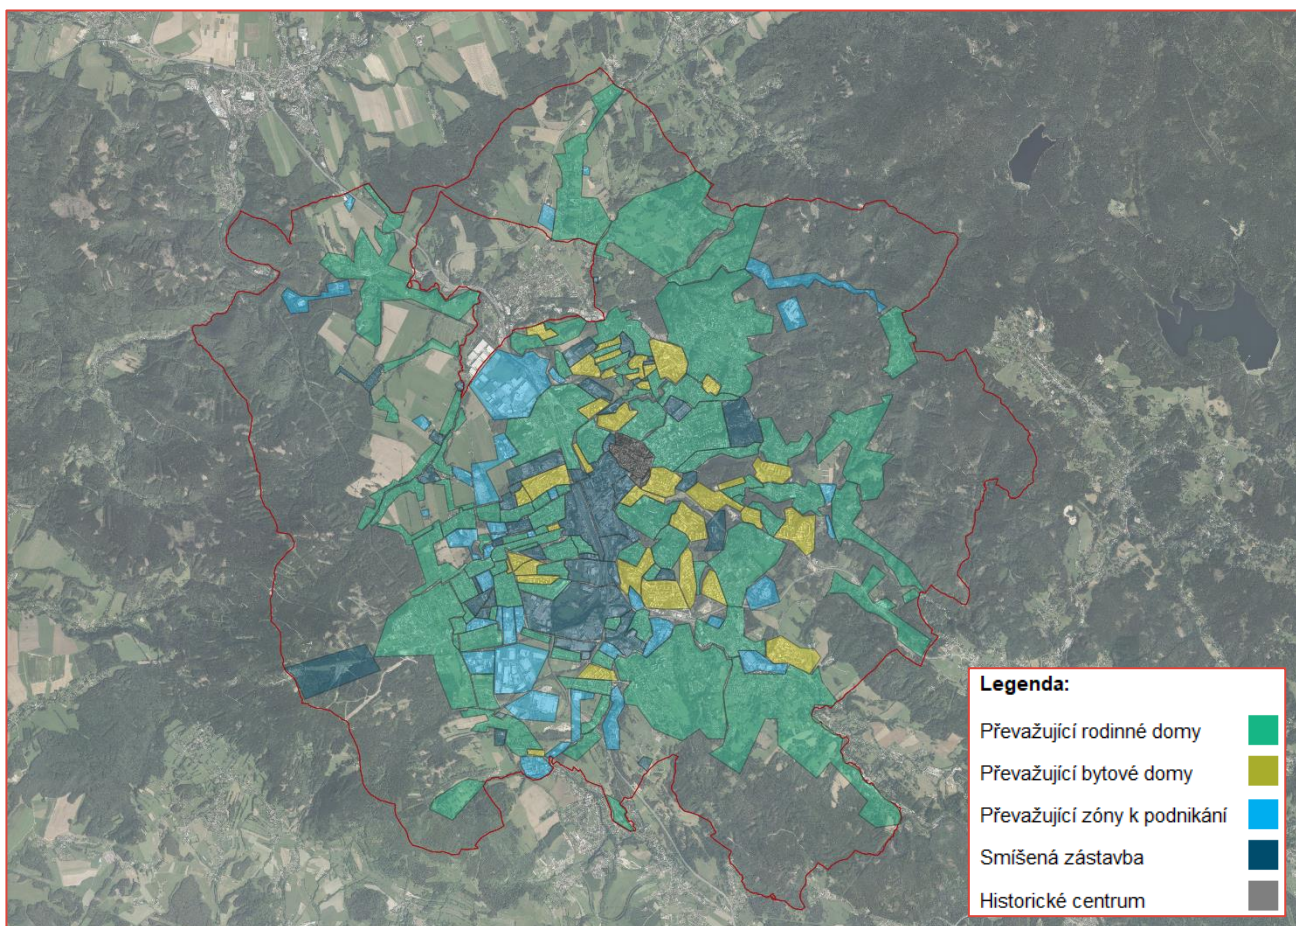 Legenda:
Převažující rodinné domy
Převažující bytové domy
Převažující zóny k podnikání
Smíšená zástavba
Historické centrum